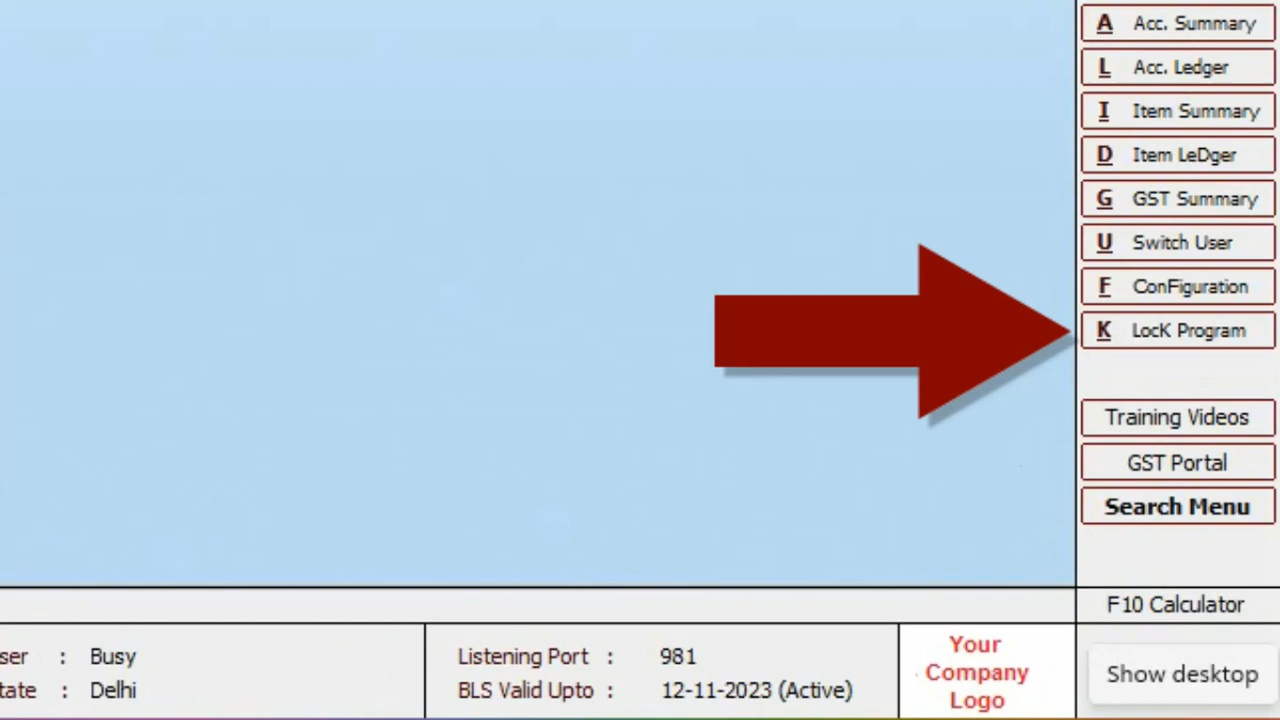 A Acc. Summary
L Acc. Ledger
I Item Summary
D Item LeDger
G GST Summary
U Switch User
F ConFiguration
K LocK Program
Training Videos
GST Portal
Search Menu
F10 Calculator
ser : Busy
tate : Delhi
Listening Port : 981
BLS Valid Upto : 12-11-2023 (Active)
Your
Company
Logo
Show desktop